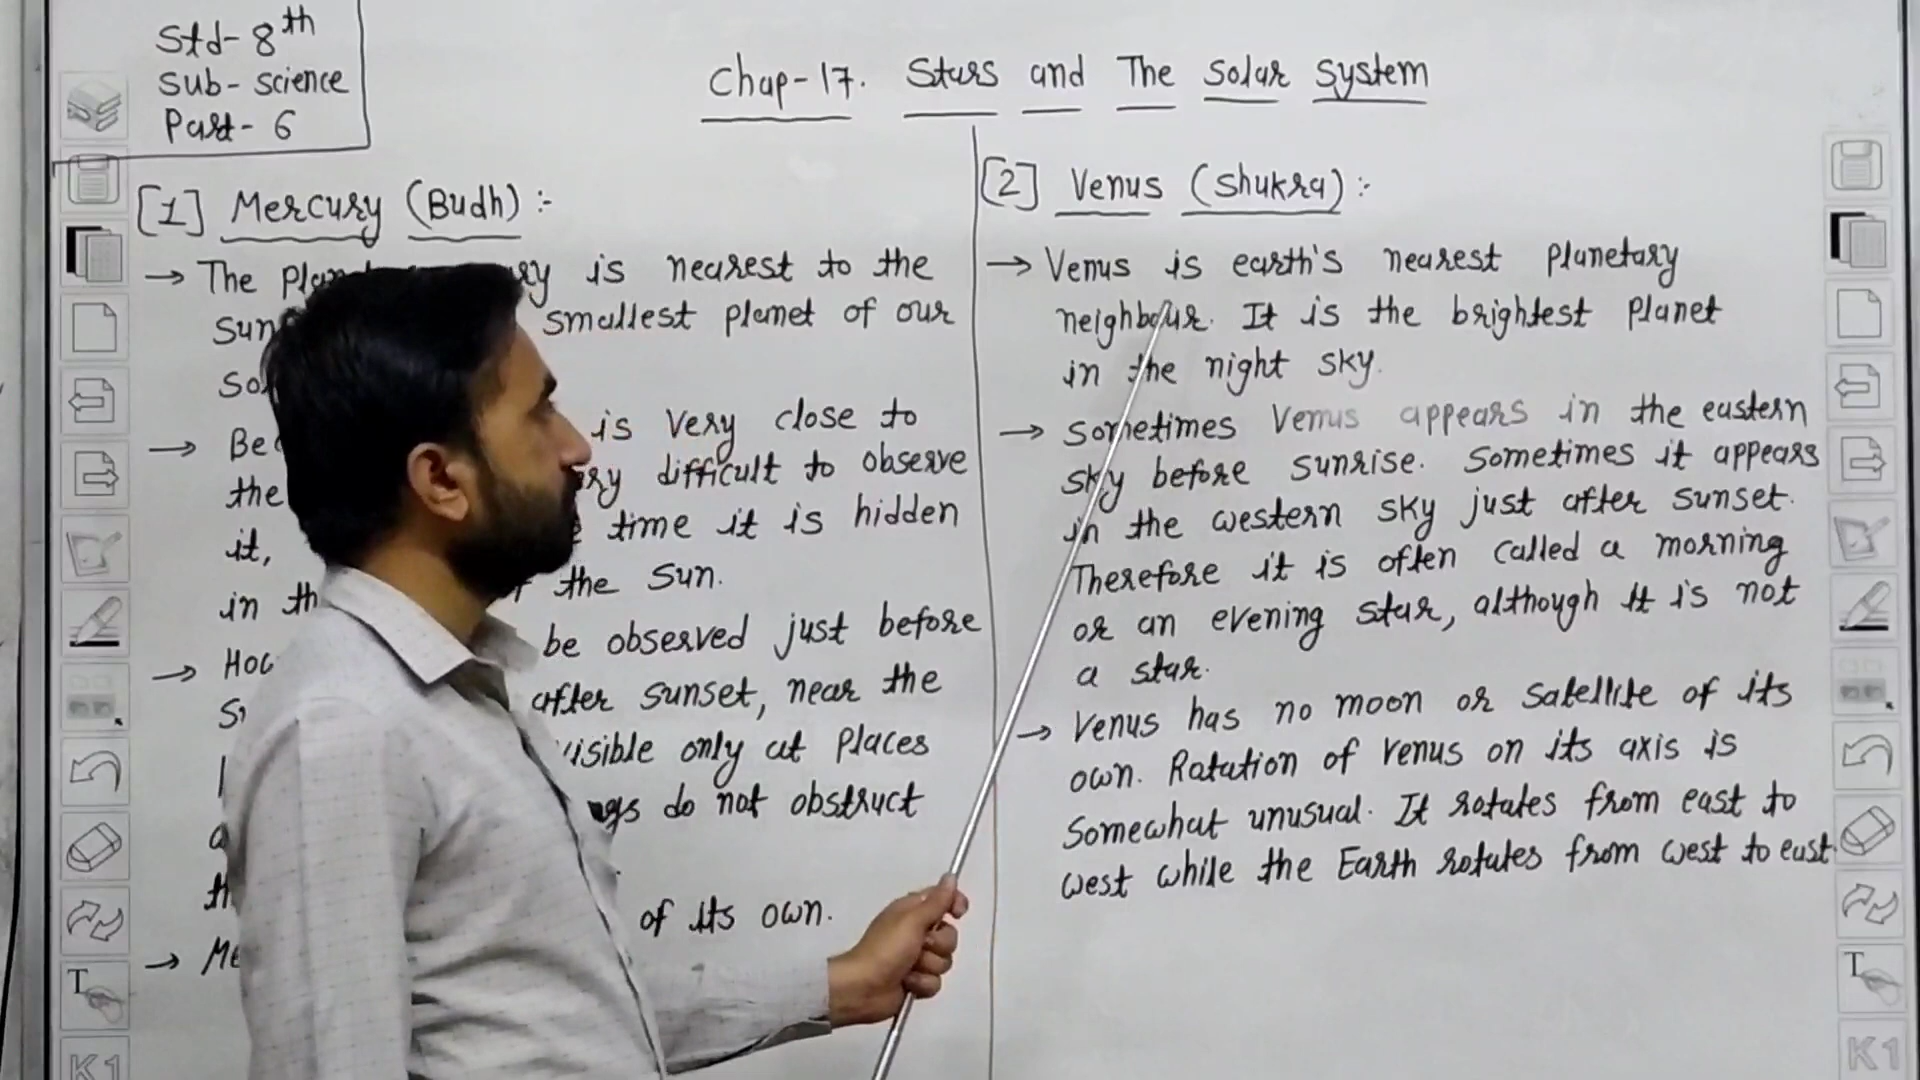 Std- 8th
Sub- science
Part- 6
Chap-17. Stars and The Solar System
[1] Mercury (Budh) :-
→ The is nearest to the
smallest planet of our
→ is very close to
the difficult to observe
it, time it is hidden
in the Sun.
→ be observed just before
after sunset, near the
visible only at places
do not obstruct
→ of its own.
[2] Venus (Shukra) :-
→ Venus is earth's nearest planetary
neighbour. It is the brightest planet
in the night sky.
→ Sometimes Venus appears in the eastern
sky before sunrise. Sometimes it appears
in the western sky just after sunset.
Therefore it is often called a morning
or an evening star, although it is not
a star.
→ Venus has no moon or satellite of its
own. Rotation of Venus on its axis is
somewhat unusual. It rotates from east to
west while the Earth rotates from west to east.
T
K1
T
K1